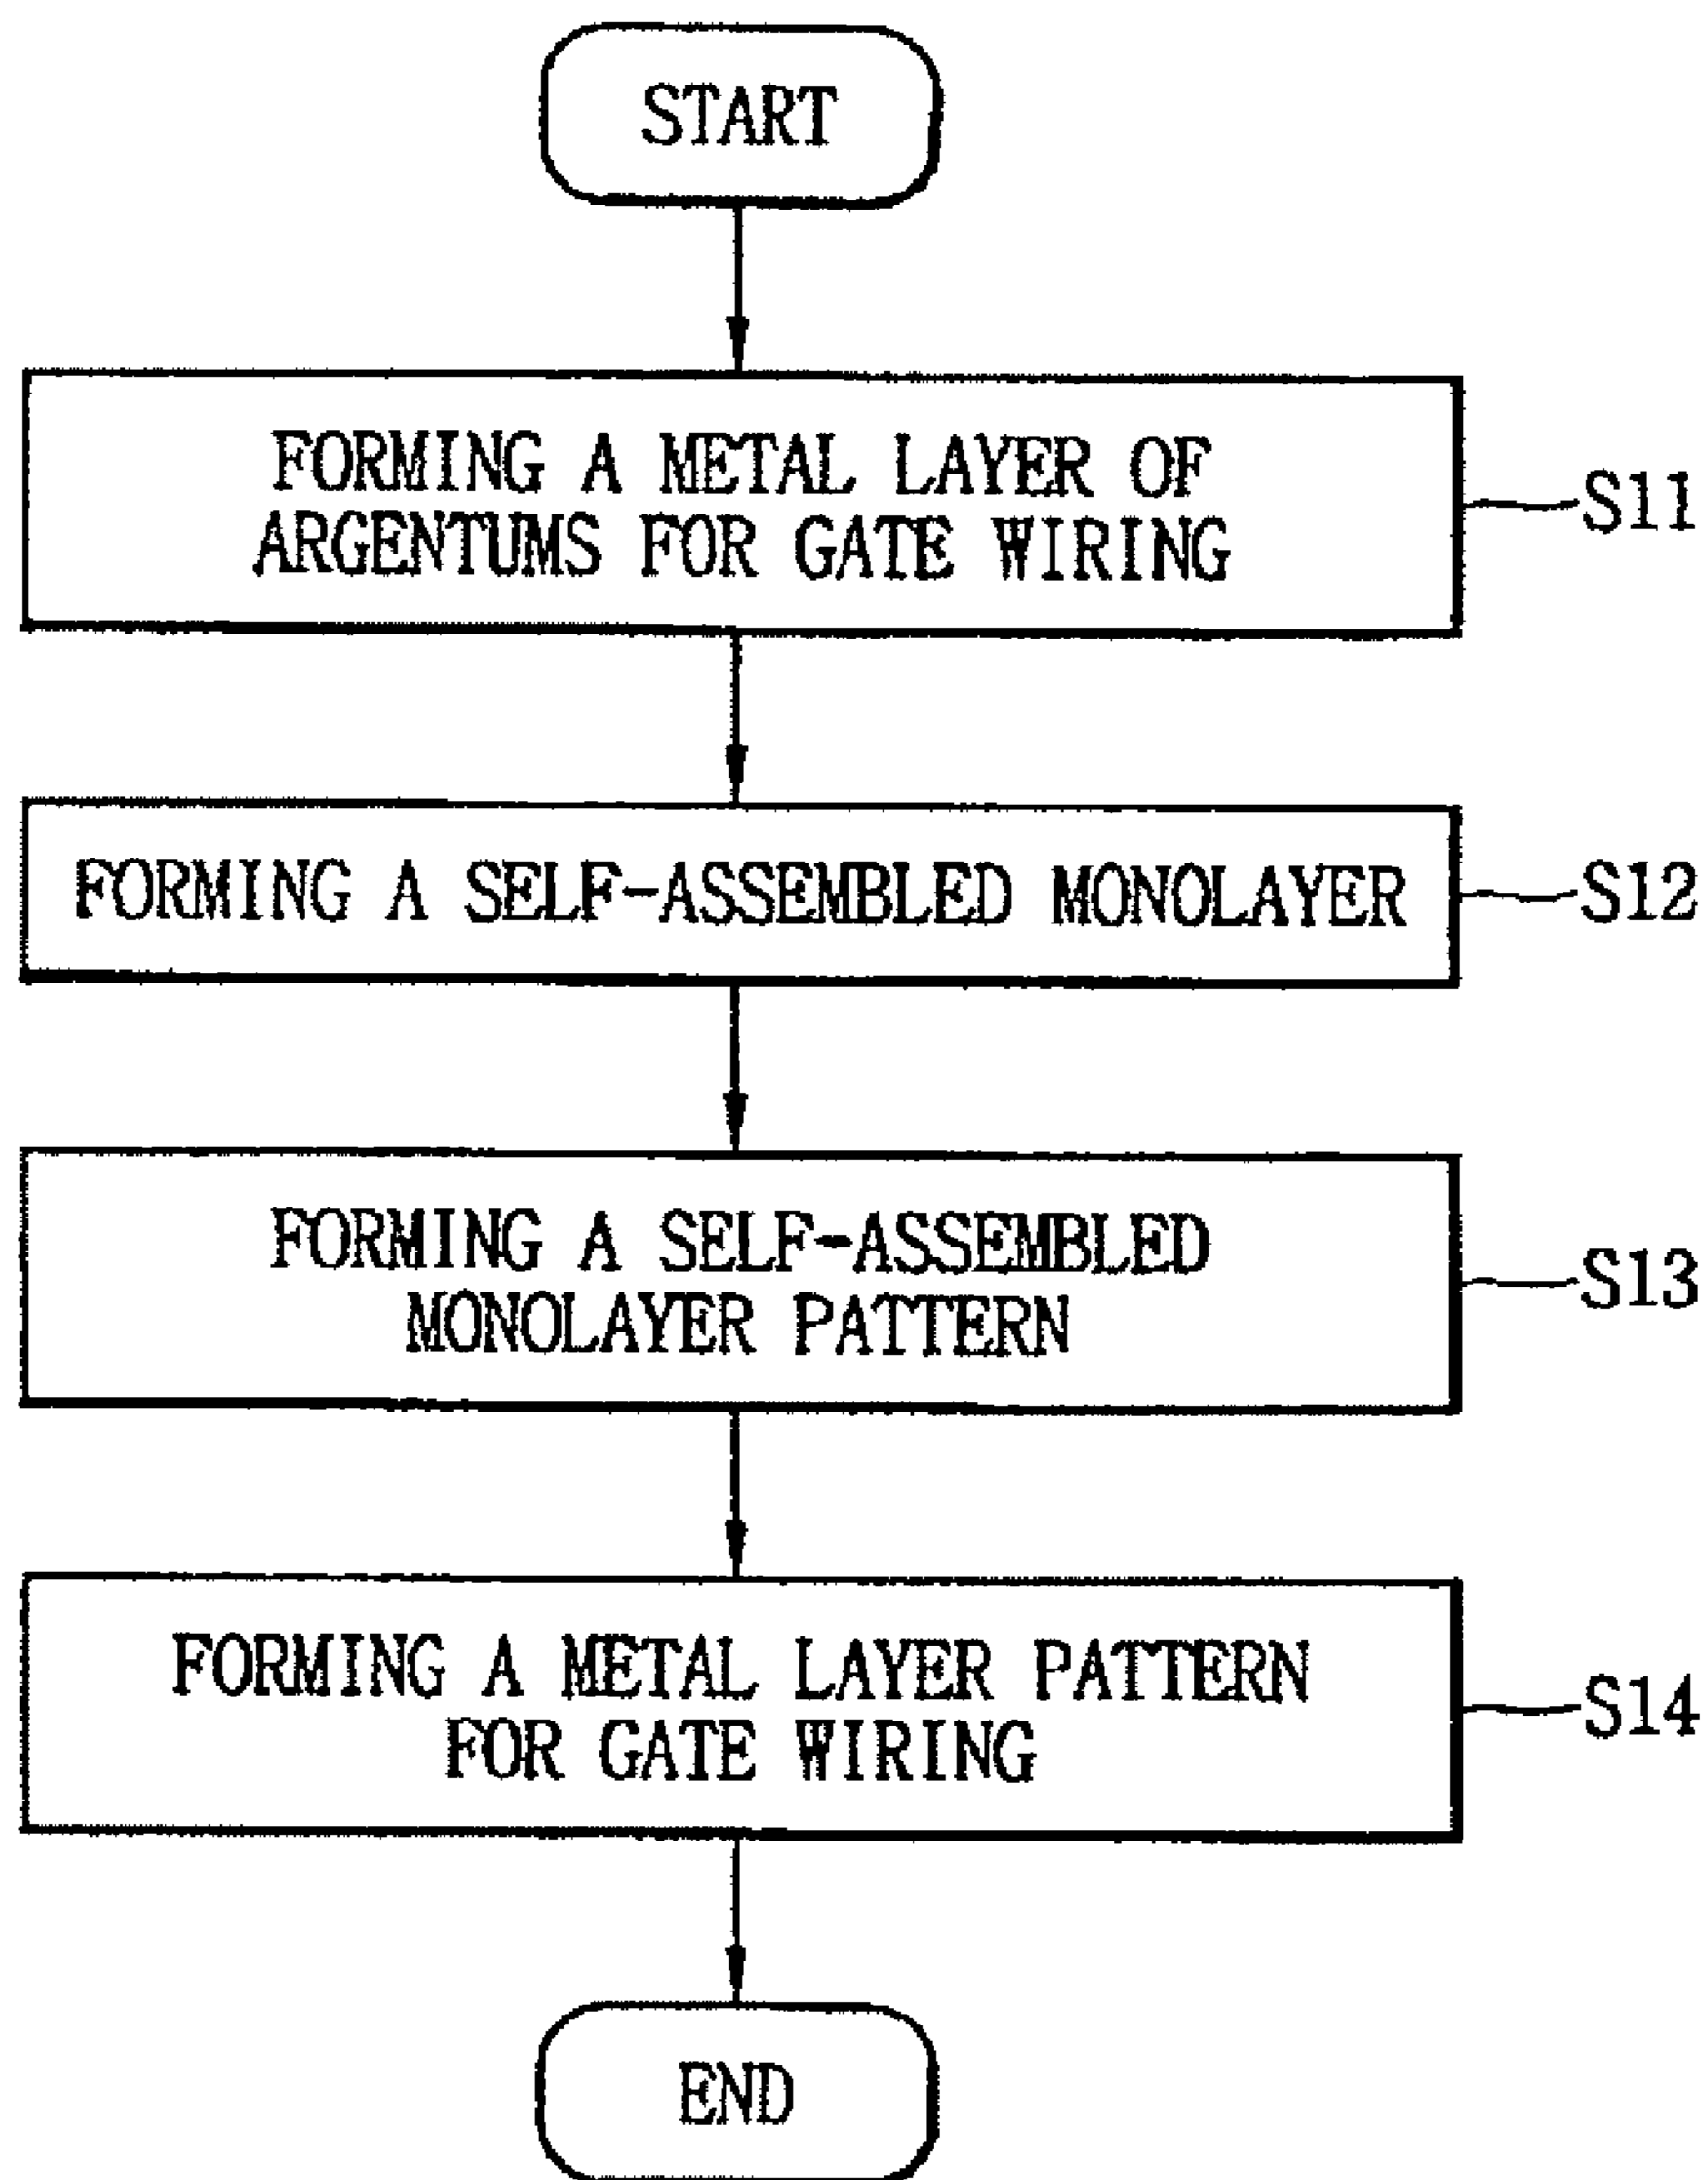 START
FORMING A METAL LAYER OF
ARGENTUMS FOR GATE WIRING
S11
FORMING A SELF-ASSEMBLED MONOLAYER
S12
FORMING A SELF-ASSEMBLED
MONOLAYER PATTERN
S13
FORMING A METAL LAYER PATTERN
FOR GATE WIRING
S14
END